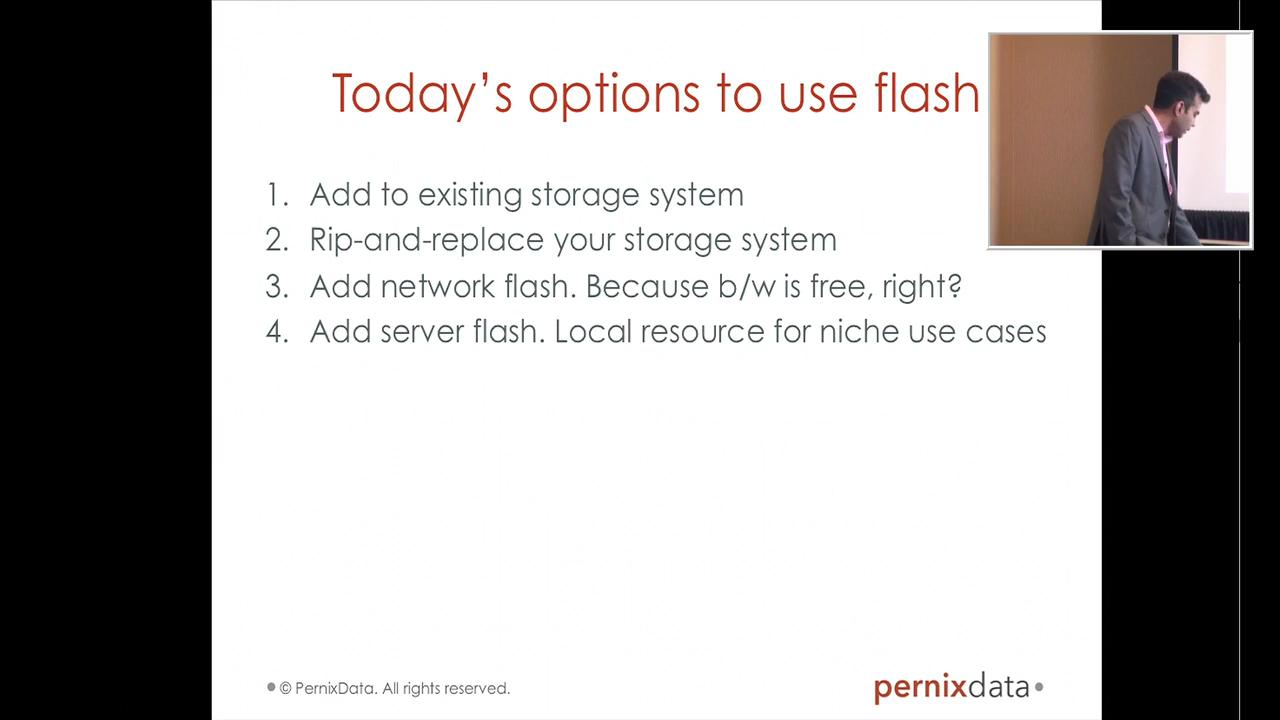 Today's options to use flash
1. Add to existing storage system
2. Rip-and-replace your storage system
3. Add network flash. Because b/w is free, right?
4. Add server flash. Local resource for niche use cases
© PernixData. All rights reserved.
pernixdata